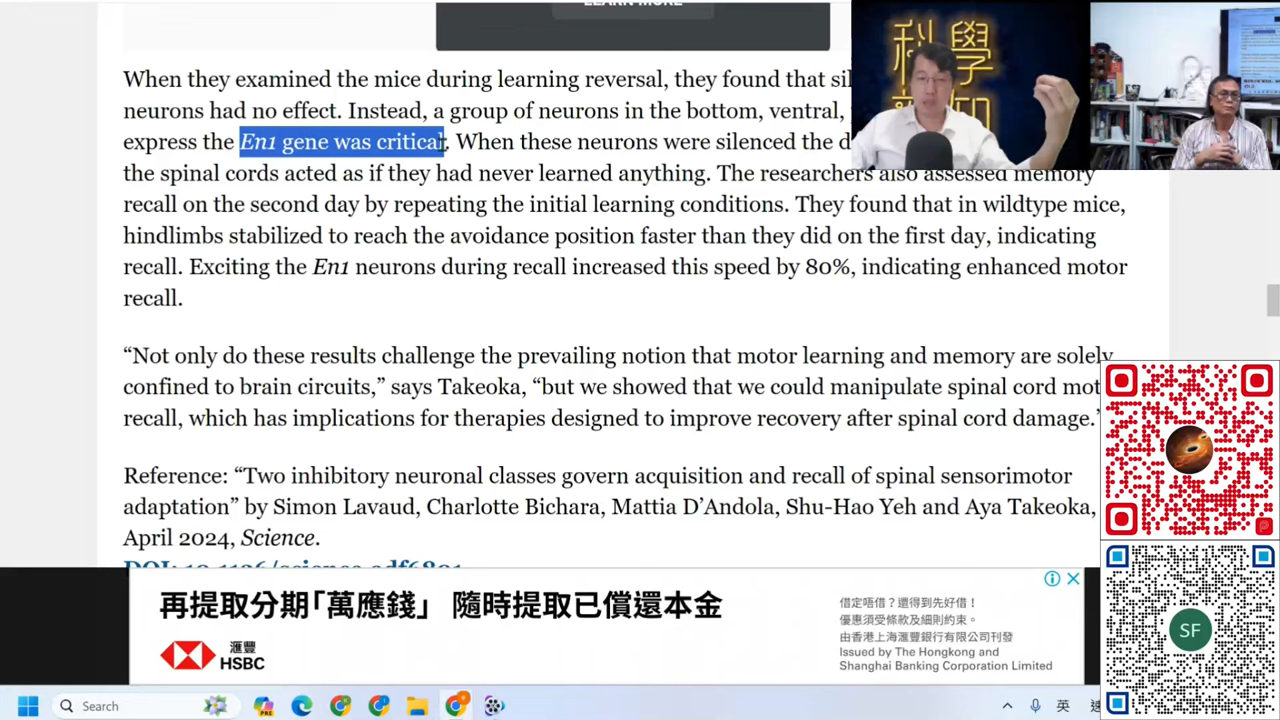 LEARN MORE
When they examined the mice during learning reversal, they found that sil
neurons had no effect. Instead, a group of neurons in the bottom, ventral,
express the En1 gene was critical. When these neurons were silenced the d
the spinal cords acted as if they had never learned anything. The researchers also assessed memory
recall on the second day by repeating the initial learning conditions. They found that in wildtype mice,
hindlimbs stabilized to reach the avoidance position faster than they did on the first day, indicating
recall. Exciting the En1 neurons during recall increased this speed by 80%, indicating enhanced motor
recall.
“Not only do these results challenge the prevailing notion that motor learning and memory are solely
confined to brain circuits,” says Takeoka, “but we showed that we could manipulate spinal cord mot
recall, which has implications for therapies designed to improve recovery after spinal cord damage.”
Reference: “Two inhibitory neuronal classes govern acquisition and recall of spinal sensorimotor
adaptation” by Simon Lavaud, Charlotte Bichara, Mattia D’Andola, Shu-Hao Yeh and Aya Takeoka,
April 2024, Science.
DOI: 10.1126/science.adf6801
科學
知
SF
再提取分期「萬應錢」 隨時提取已償還本金
滙豐
HSBC
借定唔借？還得到先好借！
優惠須受條款及細則約束。
由香港上海滙豐銀行有限公司刊發
Issued by The Hongkong and
Shanghai Banking Corporation Limited
Search
PRE
英